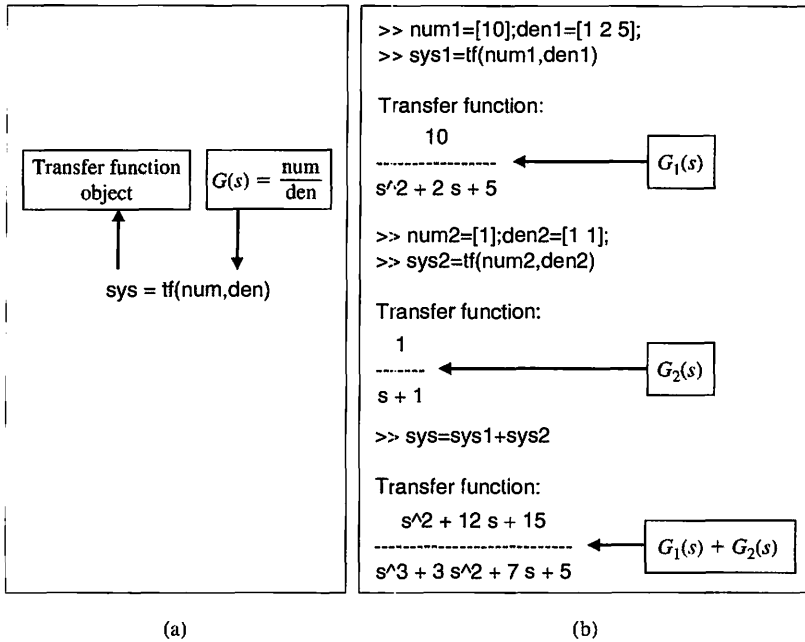 Transfer function
object
G(s) = num
den
sys = tf(num,den)
(a)
>> num1=[10];den1=[1 2 5];
>> sys1=tf(num1,den1)
Transfer function:
10
----------------
s^2 + 2 s + 5
G1(s)
>> num2=[1];den2=[1 1];
>> sys2=tf(num2,den2)
Transfer function:
1
------
s + 1
G2(s)
>> sys=sys1+sys2
Transfer function:
s^2 + 12 s + 15
---------------------------
s^3 + 3 s^2 + 7 s + 5
G1(s) + G2(s)
(b)